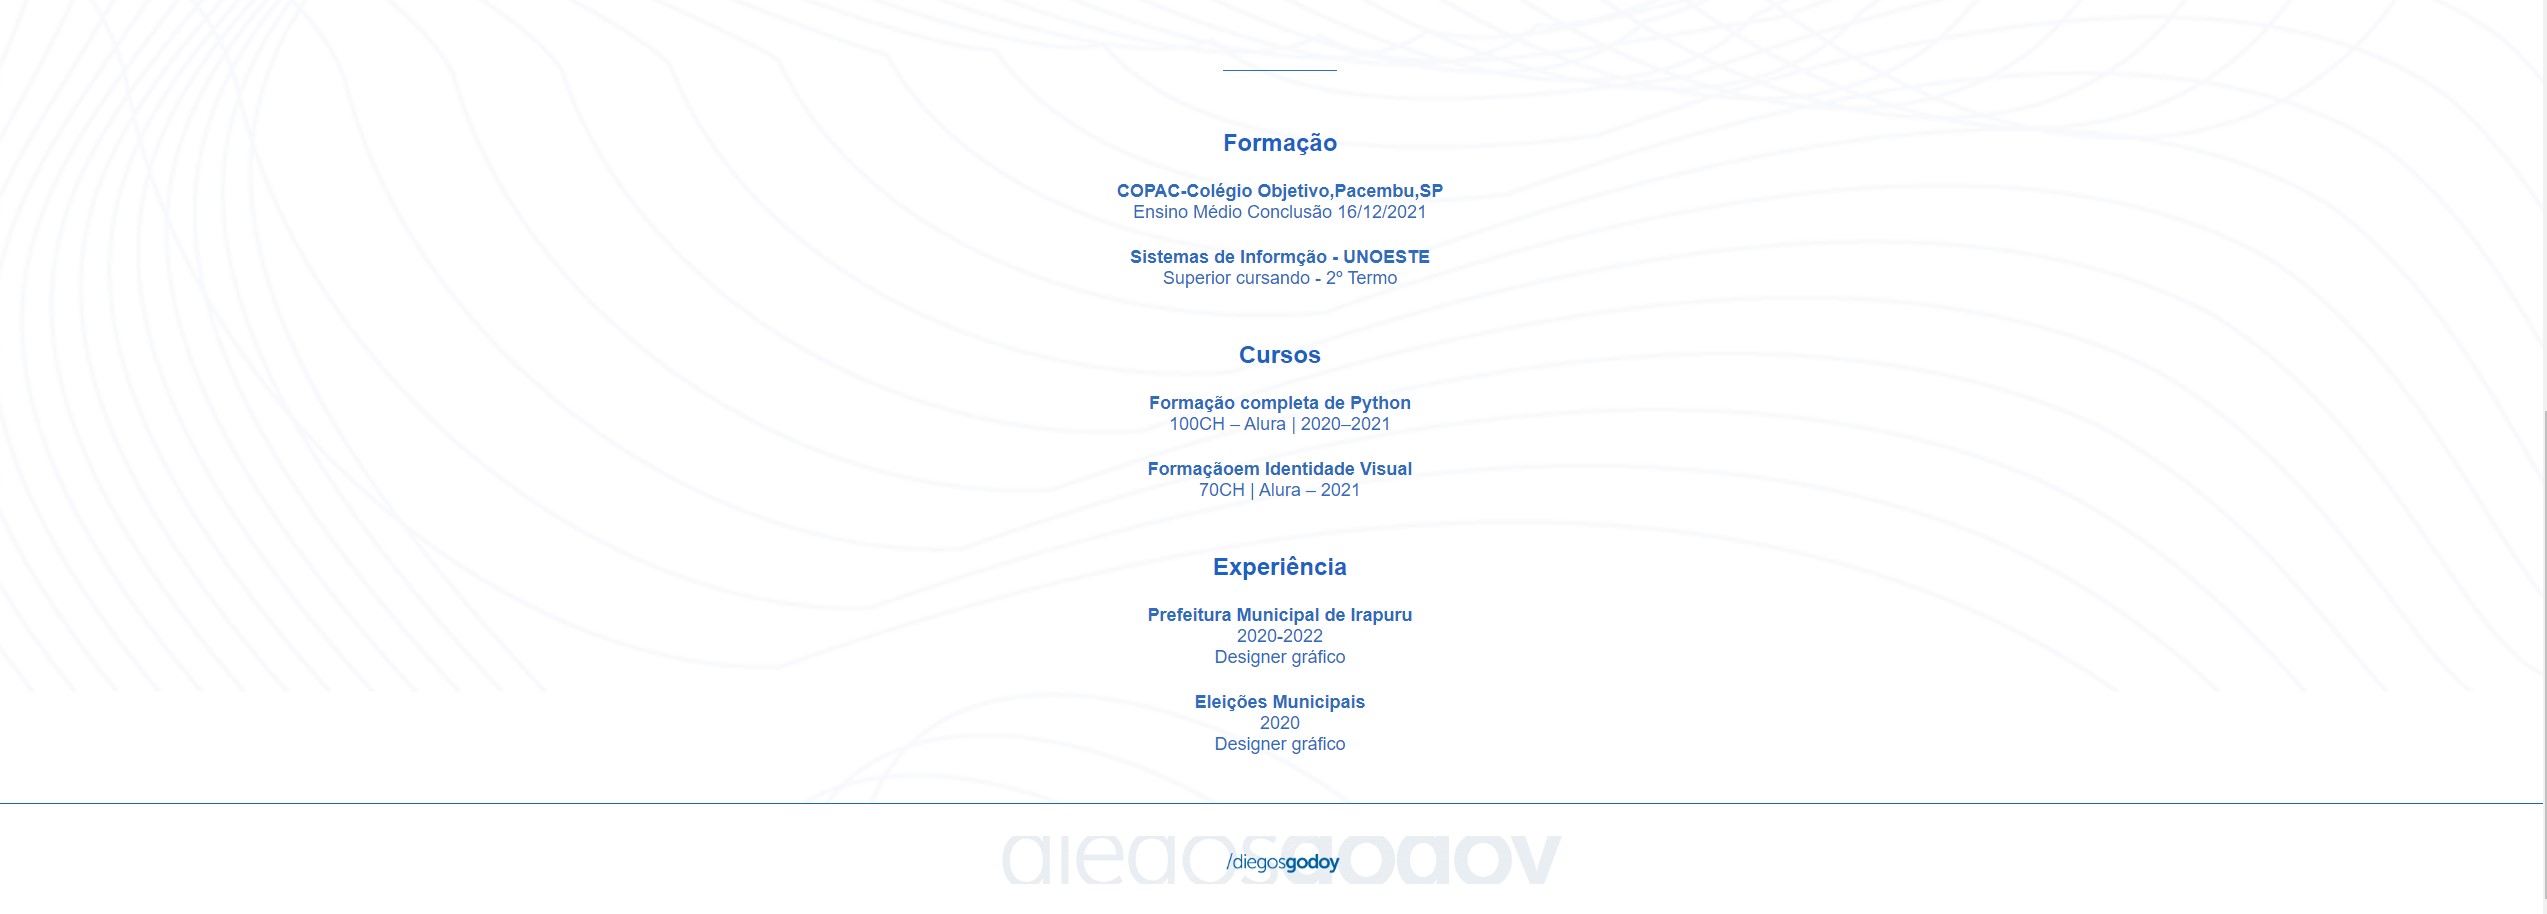 Formação
COPAC-Colégio Objetivo,Pacembu,SP
Ensino Médio Conclusão 16/12/2021
Sistemas de Informção - UNOESTE
Superior cursando - 2º Termo
Cursos
Formação completa de Python
100CH – Alura | 2020–2021
Formaçãoem Identidade Visual
70CH | Alura – 2021
Experiência
Prefeitura Municipal de Irapuru
2020-2022
Designer gráfico
Eleições Municipais
2020
Designer gráfico
diegosgodoy
/diegosgodoy